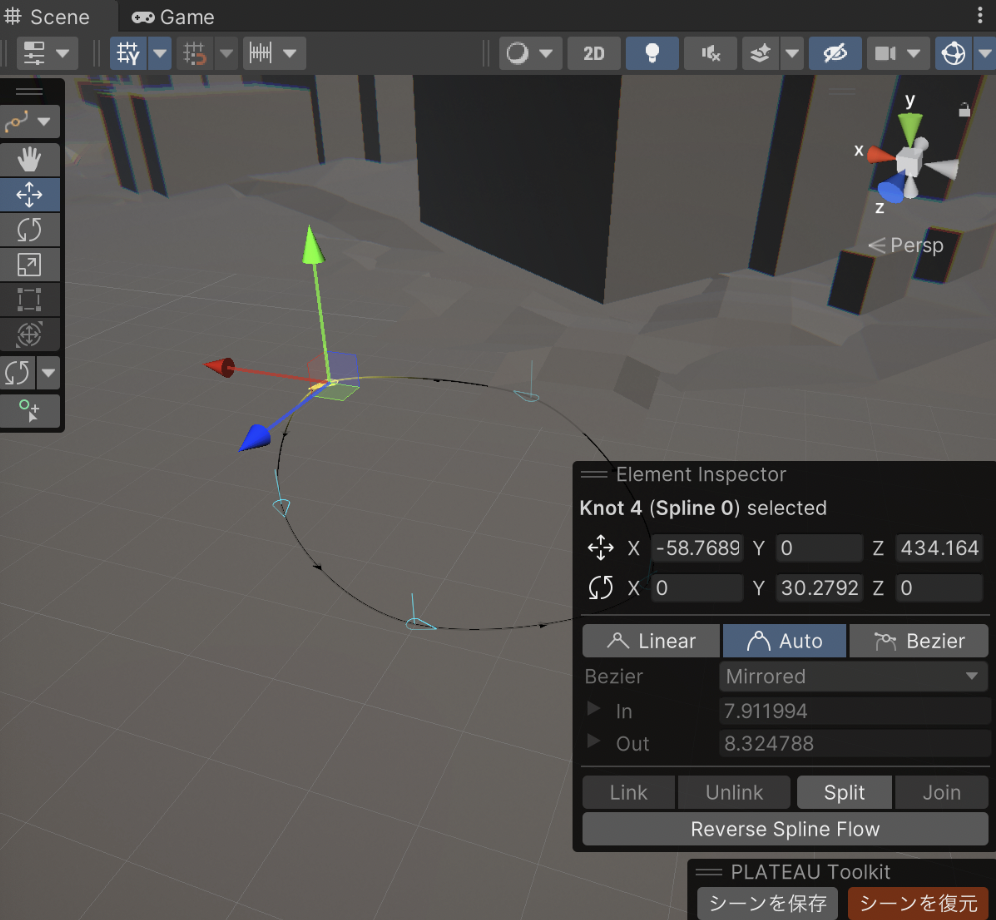 Scene
Game
2D
y
x
z
Persp
Element Inspector
Knot 4 (Spline 0) selected
X -58.7689 Y 0 Z 434.164
X 0 Y 30.2792 Z 0
Linear Auto Bezier
Bezier Mirrored
In 7.911994
Out 8.324788
Link Unlink Split Join
Reverse Spline Flow
PLATEAU Toolkit
シーンを保存 シーンを復元